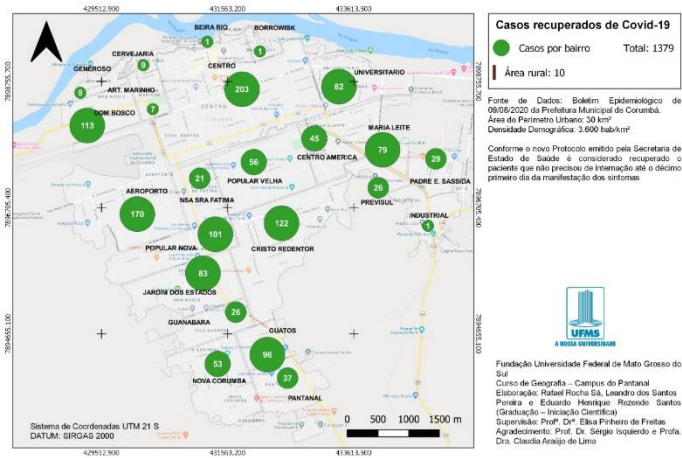 429512.900
431563.200
433613.500
7898755.700
7896705.400
7894655.100
7898755.700
7896705.400
7894655.100
BEIRA RIO
1
BORROWISK
1
CERVEJARIA
9
CENTRO
203
GENEROSO
8
UNIVERSITARIO
82
ART. MARINHO
7
DOM BOSCO
113
45
CENTRO AMERICA
MARIA LEITE
79
56
POPULAR VELHA
29
PADRE E. SASSIDA
21
NSA SRA FATIMA
26
PREVISUL
AEROPORTO
170
INDUSTRIAL
1
122
CRISTO REDENTOR
101
POPULAR NOVA
83
JARDIM DOS ESTADOS
26
GUANABARA
GUATOS
96
53
NOVA CORUMBA
37
PANTANAL
Sistema de Coordenadas UTM 21 S
DATUM: SIRGAS 2000
0 500 1000 1500 m
Casos recuperados de Covid-19
Casos por bairro Total: 1379
Área rural: 10
Fonte de Dados: Boletim Epidemiológico de
09/08/2020 da Prefeitura Municipal de Corumbá.
Área do Perímetro Urbano: 30 km²
Densidade Demográfica: 3.600 hab/km²
Conforme o novo Protocolo emitido pela Secretaria de
Estado de Saúde é considerado recuperado o
paciente que não precisou de internação até o décimo
primeiro dia da manifestação dos sintomas
UFMS
A NOSSA UNIVERSIDADE
Fundação Universidade Federal de Mato Grosso do
Sul
Curso de Geografia – Campus do Pantanal
Elaboração: Rafael Rocha Sá, Leandro dos Santos
Pereira e Eduardo Henrique Rezende Santos
(Graduação – Iniciação Científica)
Supervisão: Profª. Drª. Elisa Pinheiro de Freitas
Agradecimento: Prof. Dr. Sérgio Isquierdo e Profa.
Dra. Claudia Araújo de Lima